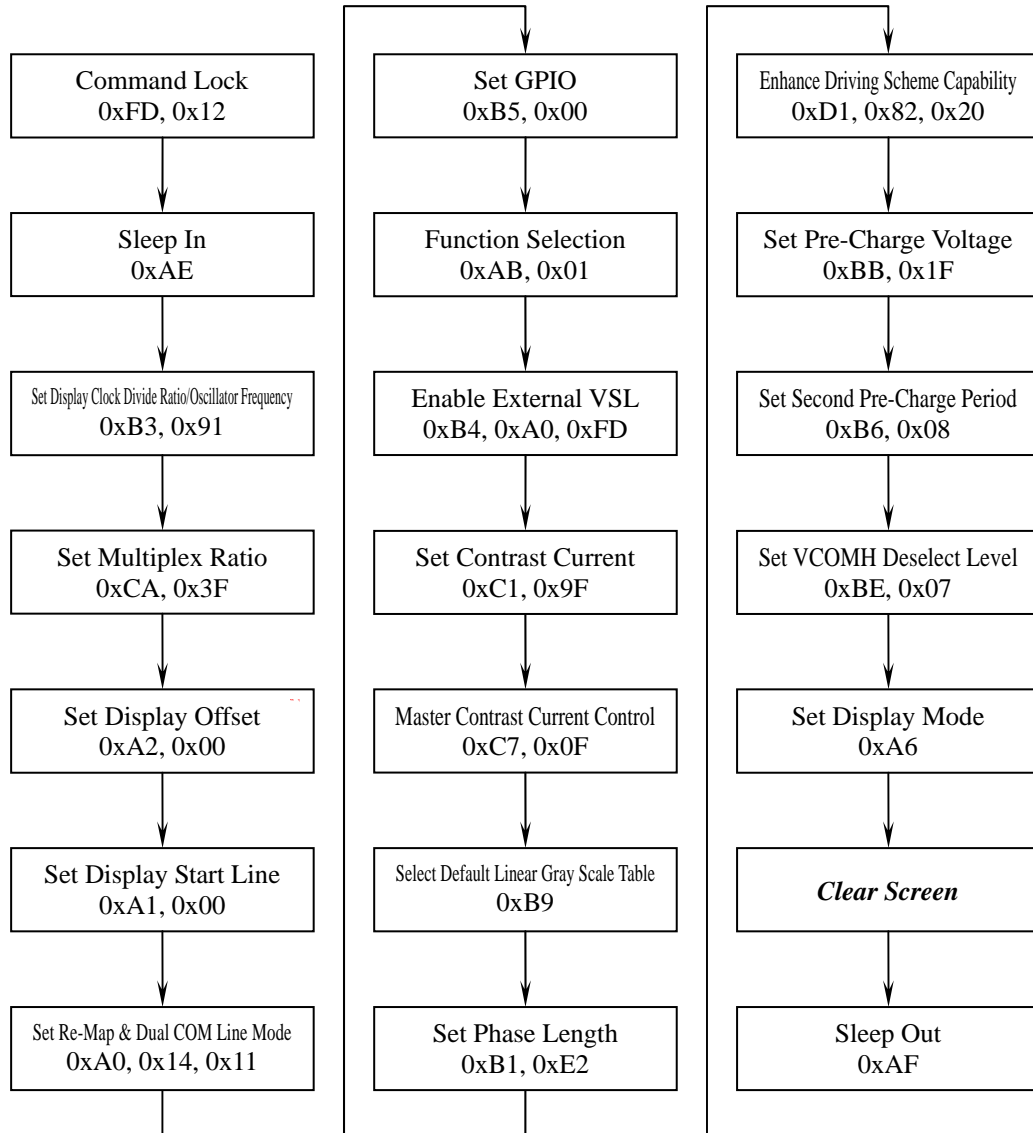 Command Lock
0xFD, 0x12
Sleep In
0xAE
Set Display Clock Divide Ratio/Oscillator Frequency
0xB3, 0x91
Set Multiplex Ratio
0xCA, 0x3F
Set Display Offset
0xA2, 0x00
Set Display Start Line
0xA1, 0x00
Set Re-Map & Dual COM Line Mode
0xA0, 0x14, 0x11
Set GPIO
0xB5, 0x00
Function Selection
0xAB, 0x01
Enable External VSL
0xB4, 0xA0, 0xFD
Set Contrast Current
0xC1, 0x9F
Master Contrast Current Control
0xC7, 0x0F
Select Default Linear Gray Scale Table
0xB9
Set Phase Length
0xB1, 0xE2
Enhance Driving Scheme Capability
0xD1, 0x82, 0x20
Set Pre-Charge Voltage
0xBB, 0x1F
Set Second Pre-Charge Period
0xB6, 0x08
Set VCOMH Deselect Level
0xBE, 0x07
Set Display Mode
0xA6
Clear Screen
Sleep Out
0xAF